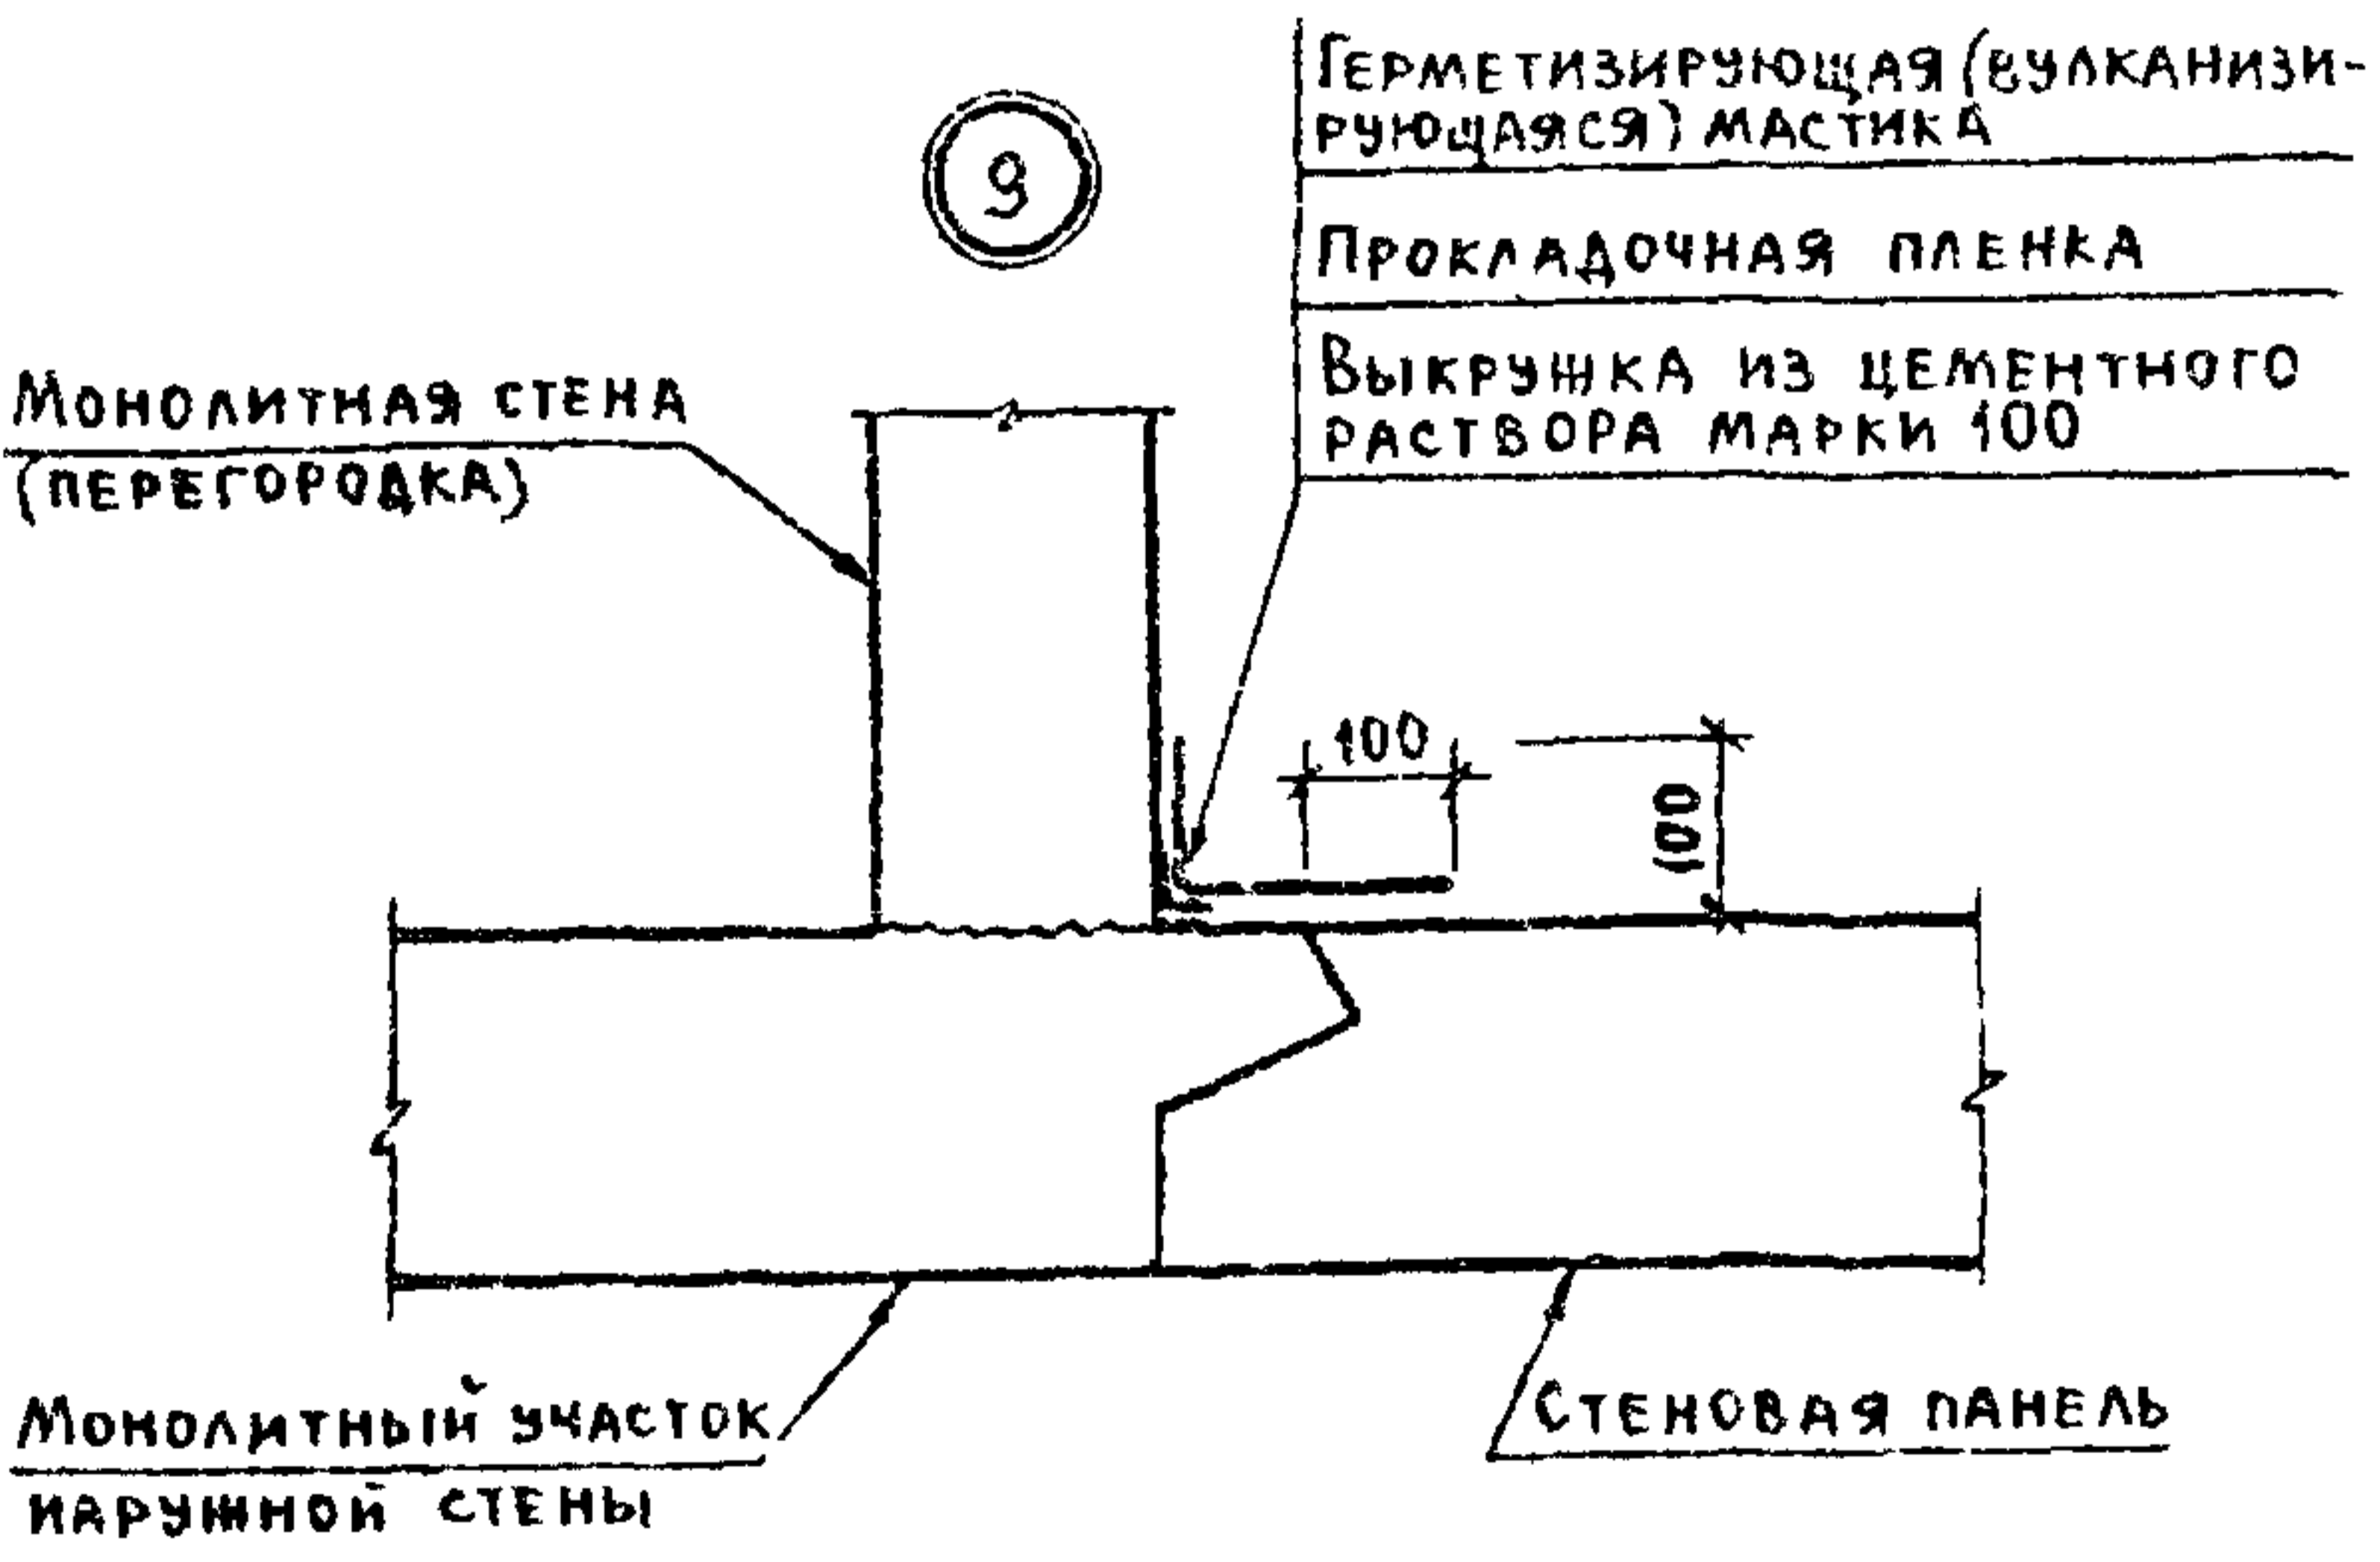 9
Герметизирующая (вулканизи-
рующаяся) мастика
Прокладочная пленка
Выкружка из цементного
раствора марки 100
Монолитная стена
(перегородка)
100
100
Монолитный участок
наружной стены
Стеновая панель